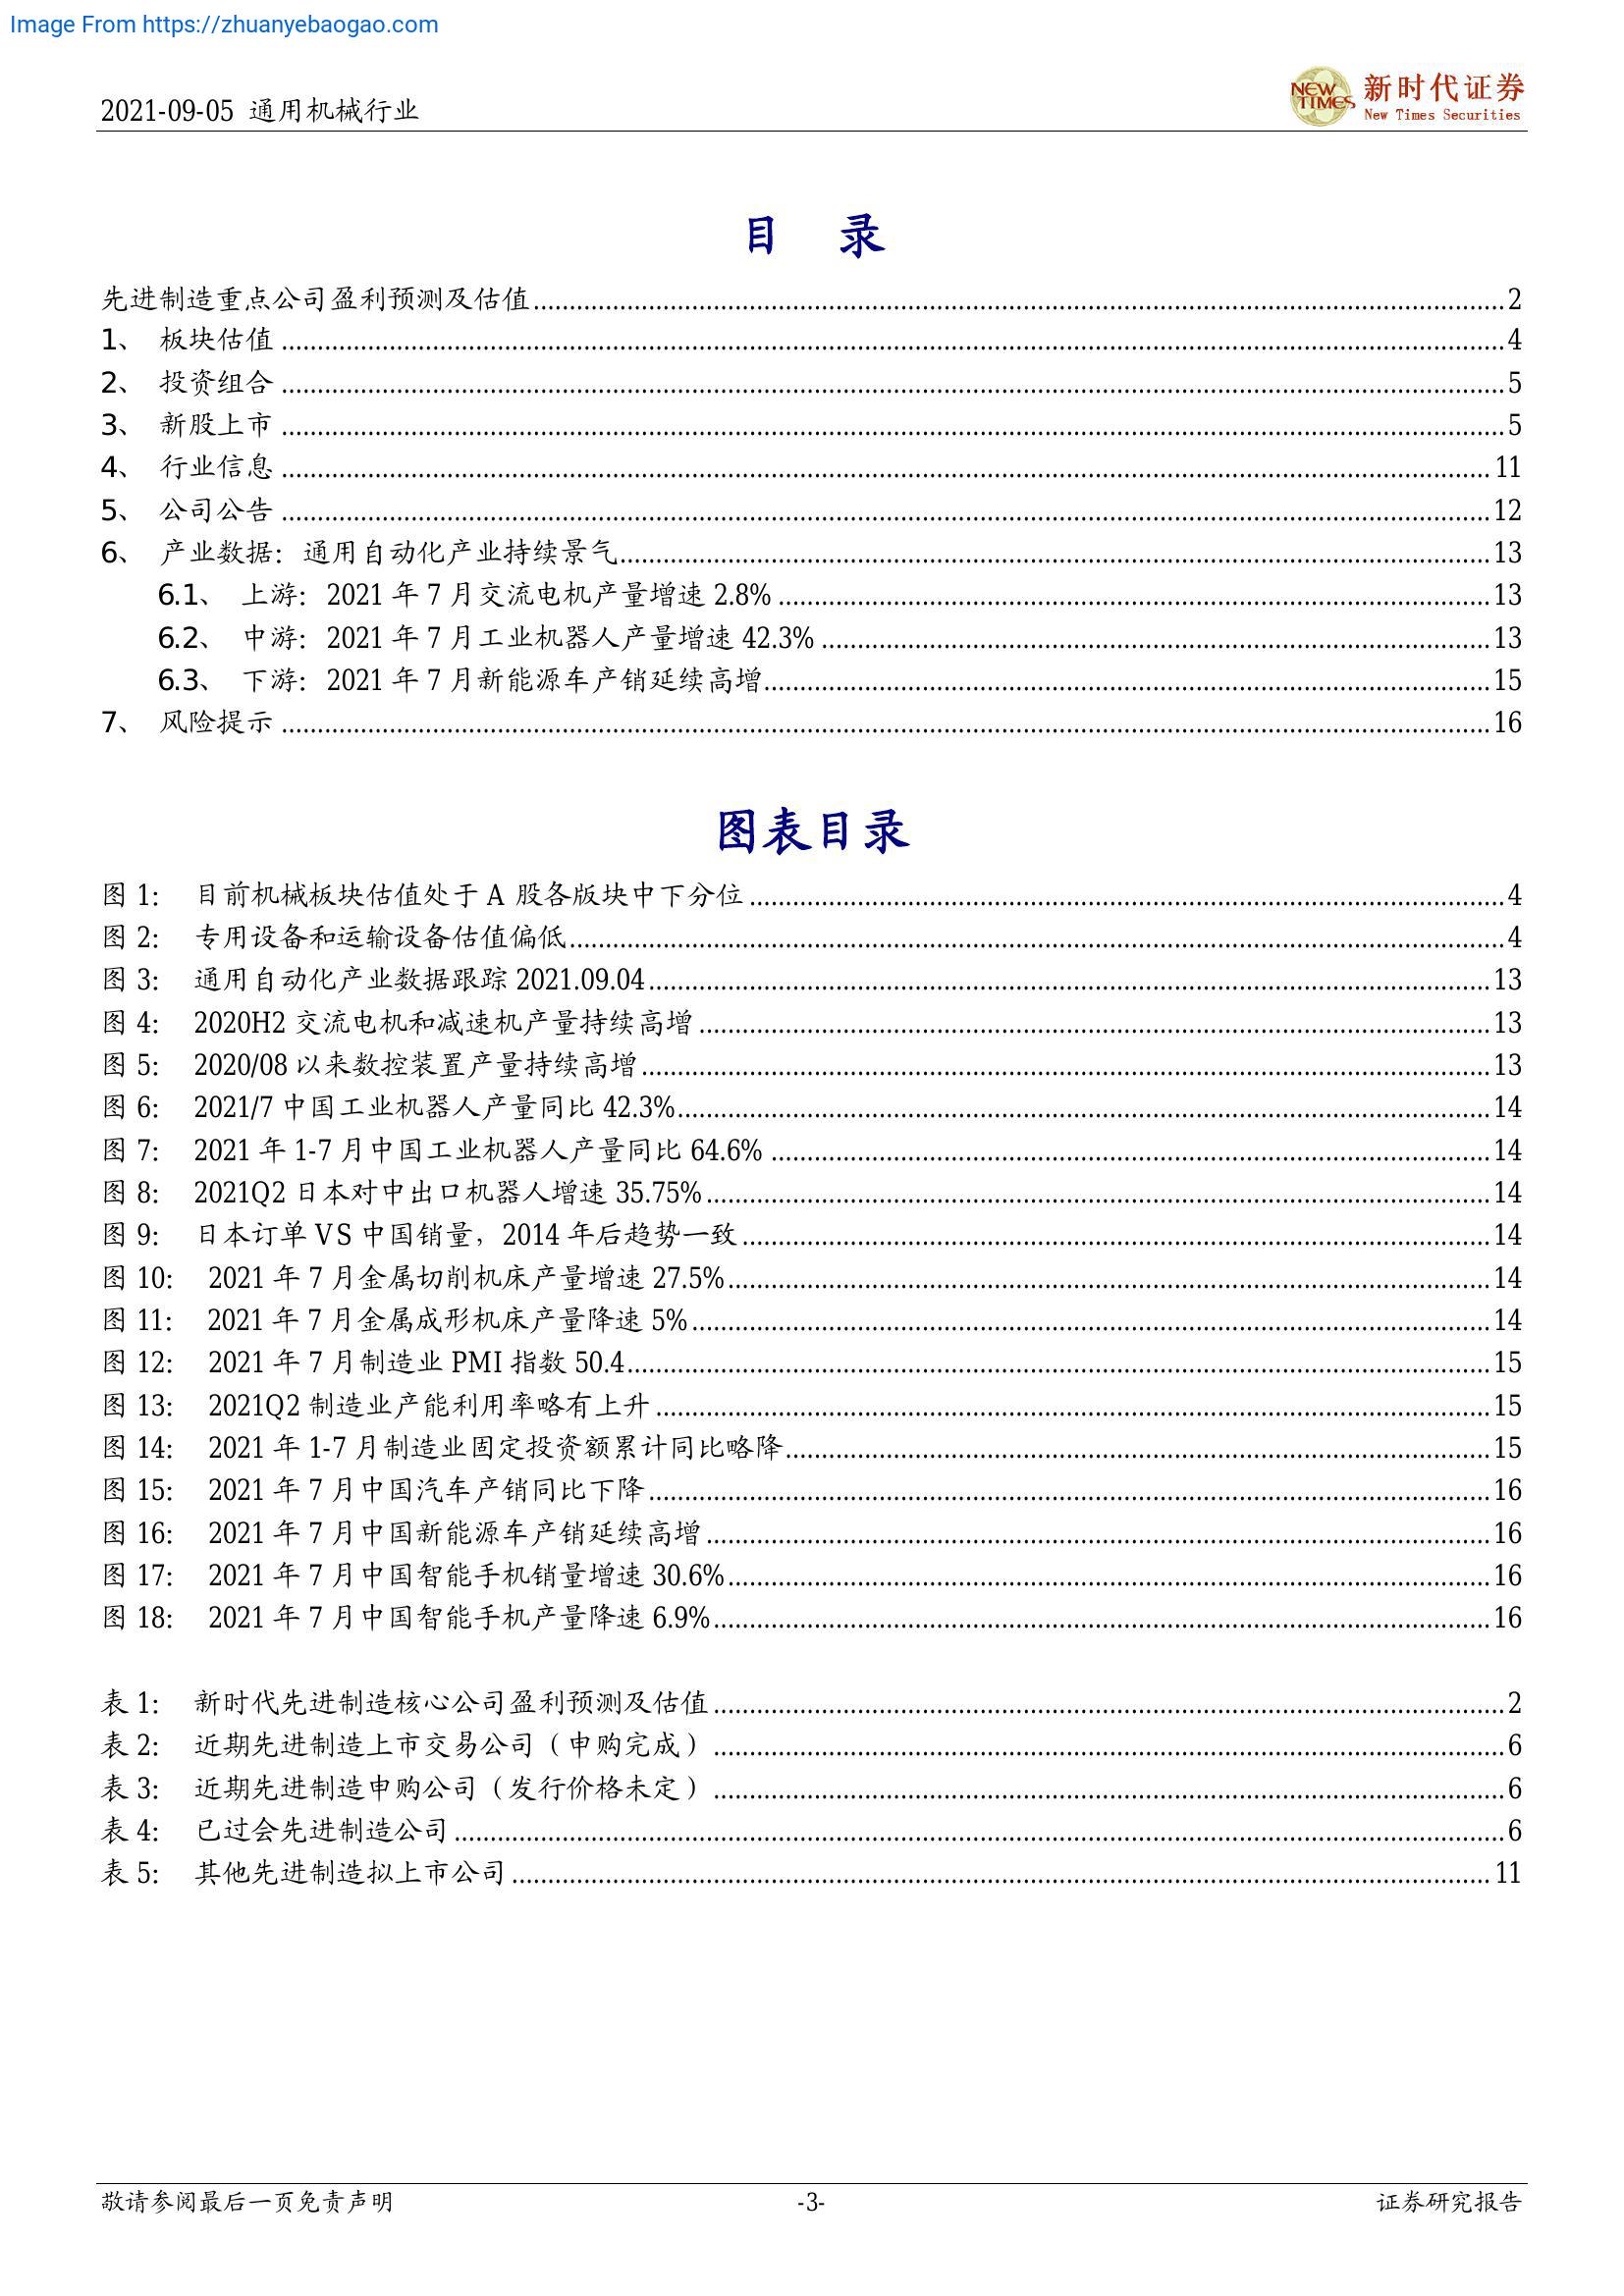 Image From https://zhuanyebaogao.com
2021-09-05 通用机械行业
NEW TIMES 新时代证券
New Times Securities
目 录
先进制造重点公司盈利预测及估值 2
1、 板块估值 4
2、 投资组合 5
3、 新股上市 5
4、 行业信息 11
5、 公司公告 12
6、 产业数据：通用自动化产业持续景气 13
6.1、 上游：2021 年 7 月交流电机产量增速 2.8% 13
6.2、 中游：2021 年 7 月工业机器人产量增速 42.3% 13
6.3、 下游：2021 年 7 月新能源车产销延续高增 15
7、 风险提示 16
图表目录
图 1: 目前机械板块估值处于 A 股各版块中下分位 4
图 2: 专用设备和运输设备估值偏低 4
图 3: 通用自动化产业数据跟踪 2021.09.04 13
图 4: 2020H2 交流电机和减速机产量持续高增 13
图 5: 2020/08 以来数控装置产量持续高增 13
图 6: 2021/7 中国工业机器人产量同比 42.3% 14
图 7: 2021 年 1-7 月中国工业机器人产量同比 64.6% 14
图 8: 2021Q2 日本对中出口机器人增速 35.75% 14
图 9: 日本订单 VS 中国销量，2014 年后趋势一致 14
图 10: 2021 年 7 月金属切削机床产量增速 27.5% 14
图 11: 2021 年 7 月金属成形机床产量降速 5% 14
图 12: 2021 年 7 月制造业 PMI 指数 50.4 15
图 13: 2021Q2 制造业产能利用率略有上升 15
图 14: 2021 年 1-7 月制造业固定投资额累计同比略降 15
图 15: 2021 年 7 月中国汽车产销同比下降 16
图 16: 2021 年 7 月中国新能源车产销延续高增 16
图 17: 2021 年 7 月中国智能手机销量增速 30.6% 16
图 18: 2021 年 7 月中国智能手机产量降速 6.9% 16
表 1: 新时代先进制造核心公司盈利预测及估值 2
表 2: 近期先进制造上市交易公司（申购完成） 6
表 3: 近期先进制造申购公司（发行价格未定） 6
表 4: 已过会先进制造公司 6
表 5: 其他先进制造拟上市公司 11
敬请参阅最后一页免责声明 -3- 证券研究报告